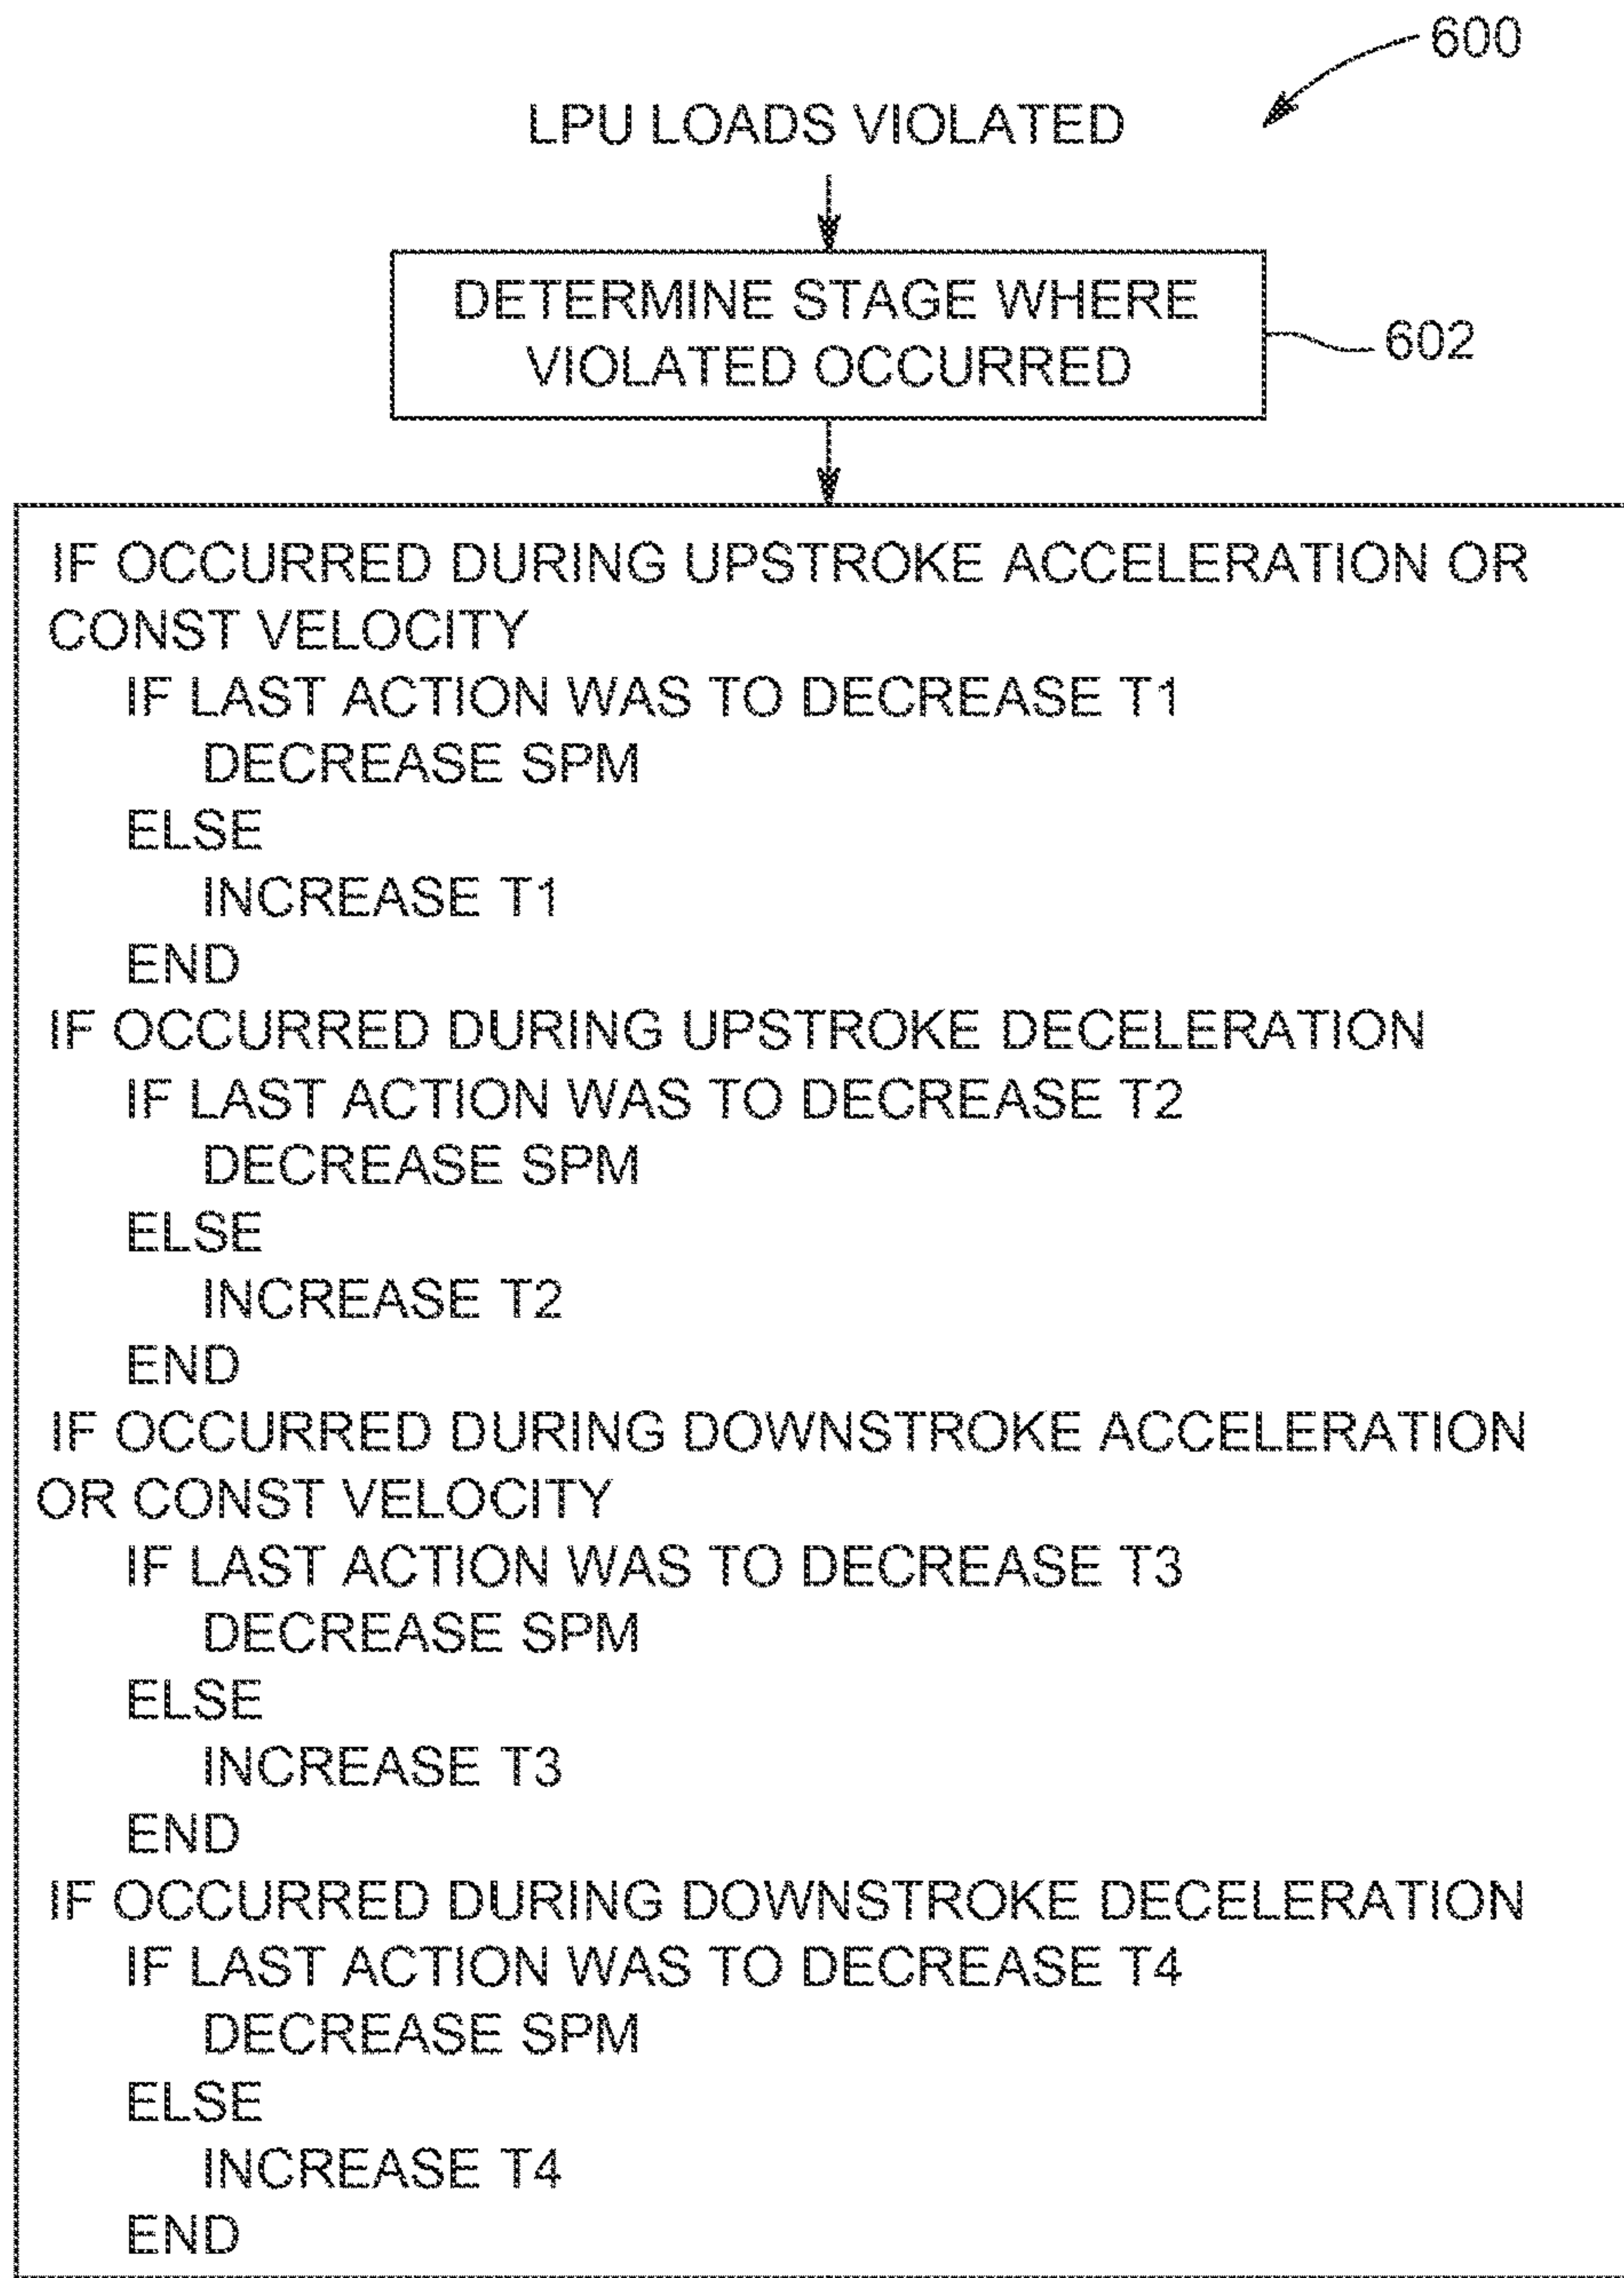 600
LPU LOADS VIOLATED
DETERMINE STAGE WHERE
VIOLATED OCCURRED
602
IF OCCURRED DURING UPSTROKE ACCELERATION OR
CONST VELOCITY
IF LAST ACTION WAS TO DECREASE T1
DECREASE SPM
ELSE
INCREASE T1
END
IF OCCURRED DURING UPSTROKE DECELERATION
IF LAST ACTION WAS TO DECREASE T2
DECREASE SPM
ELSE
INCREASE T2
END
IF OCCURRED DURING DOWNSTROKE ACCELERATION
OR CONST VELOCITY
IF LAST ACTION WAS TO DECREASE T3
DECREASE SPM
ELSE
INCREASE T3
END
IF OCCURRED DURING DOWNSTROKE DECELERATION
IF LAST ACTION WAS TO DECREASE T4
DECREASE SPM
ELSE
INCREASE T4
END